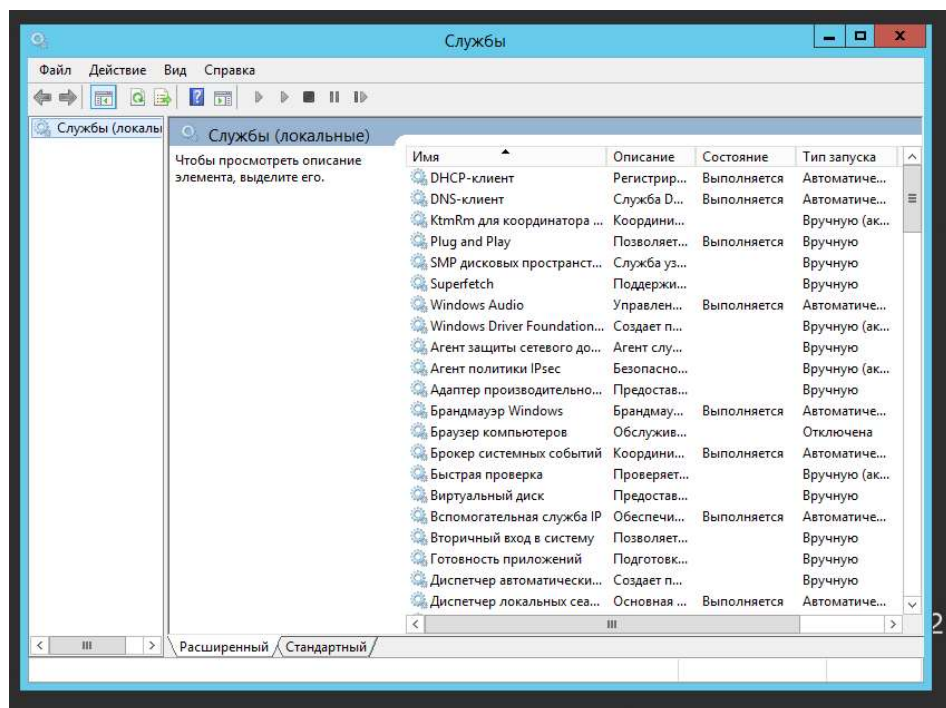 Службы
Файл Действие Вид Справка
Службы (локалы
Службы (локальные)
Чтобы просмотреть описание
элемента, выделите его.
Имя Описание Состояние Тип запуска
DHCP-клиент Регистрир... Выполняется Автоматиче...
DNS-клиент Служба D... Выполняется Автоматиче...
KtmRm для координатора ... Координи... Вручную (ак...
Plug and Play Позволяет... Выполняется Вручную
SMP дисковых пространст... Служба уз... Вручную
Superfetch Поддержи... Вручную
Windows Audio Управлен... Выполняется Автоматиче...
Windows Driver Foundation... Создает п... Вручную (ак...
Агент защиты сетевого до... Агент слу... Вручную
Агент политики IPsec Безопасно... Вручную (ак...
Адаптер производительно... Предостав... Вручную
Брандмауэр Windows Брандмау... Выполняется Автоматиче...
Браузер компьютеров Обслужив... Отключена
Брокер системных событий Координи... Выполняется Автоматиче...
Быстрая проверка Проверяет... Вручную (ак...
Виртуальный диск Предостав... Вручную
Вспомогательная служба IP Обеспечи... Выполняется Автоматиче...
Вторичный вход в систему Позволяет... Вручную
Готовность приложений Подготовк... Вручную
Диспетчер автоматически... Создает п... Вручную
Диспетчер локальных сеа... Основная ... Выполняется Автоматиче...
2
Расширенный Стандартный